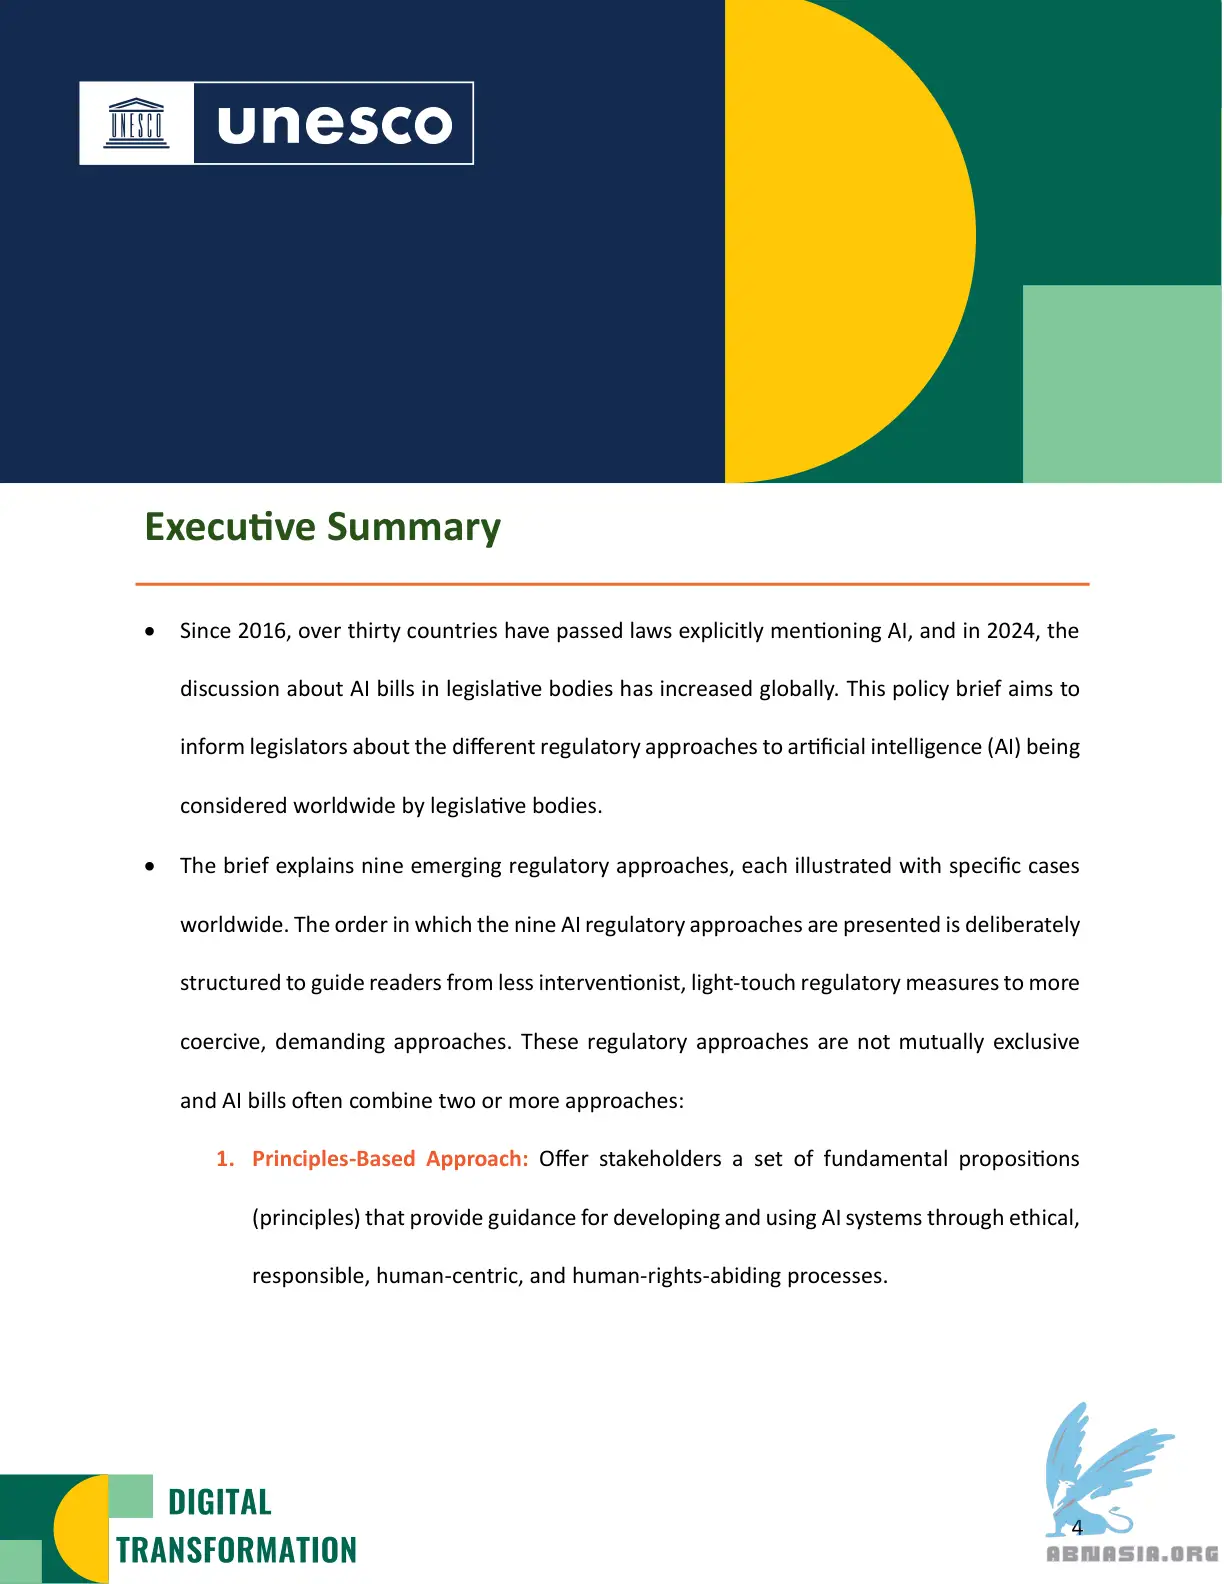 UNESCO
unesco
Executive Summary
• Since 2016, over thirty countries have passed laws explicitly mentioning AI, and in 2024, the
discussion about AI bills in legislative bodies has increased globally. This policy brief aims to
inform legislators about the different regulatory approaches to artificial intelligence (AI) being
considered worldwide by legislative bodies.
• The brief explains nine emerging regulatory approaches, each illustrated with specific cases
worldwide. The order in which the nine AI regulatory approaches are presented is deliberately
structured to guide readers from less interventionist, light-touch regulatory measures to more
coercive, demanding approaches. These regulatory approaches are not mutually exclusive
and AI bills often combine two or more approaches:
1. Principles-Based Approach: Offer stakeholders a set of fundamental propositions
(principles) that provide guidance for developing and using AI systems through ethical,
responsible, human-centric, and human-rights-abiding processes.
DIGITAL
TRANSFORMATION
4
ABNASIA.ORG